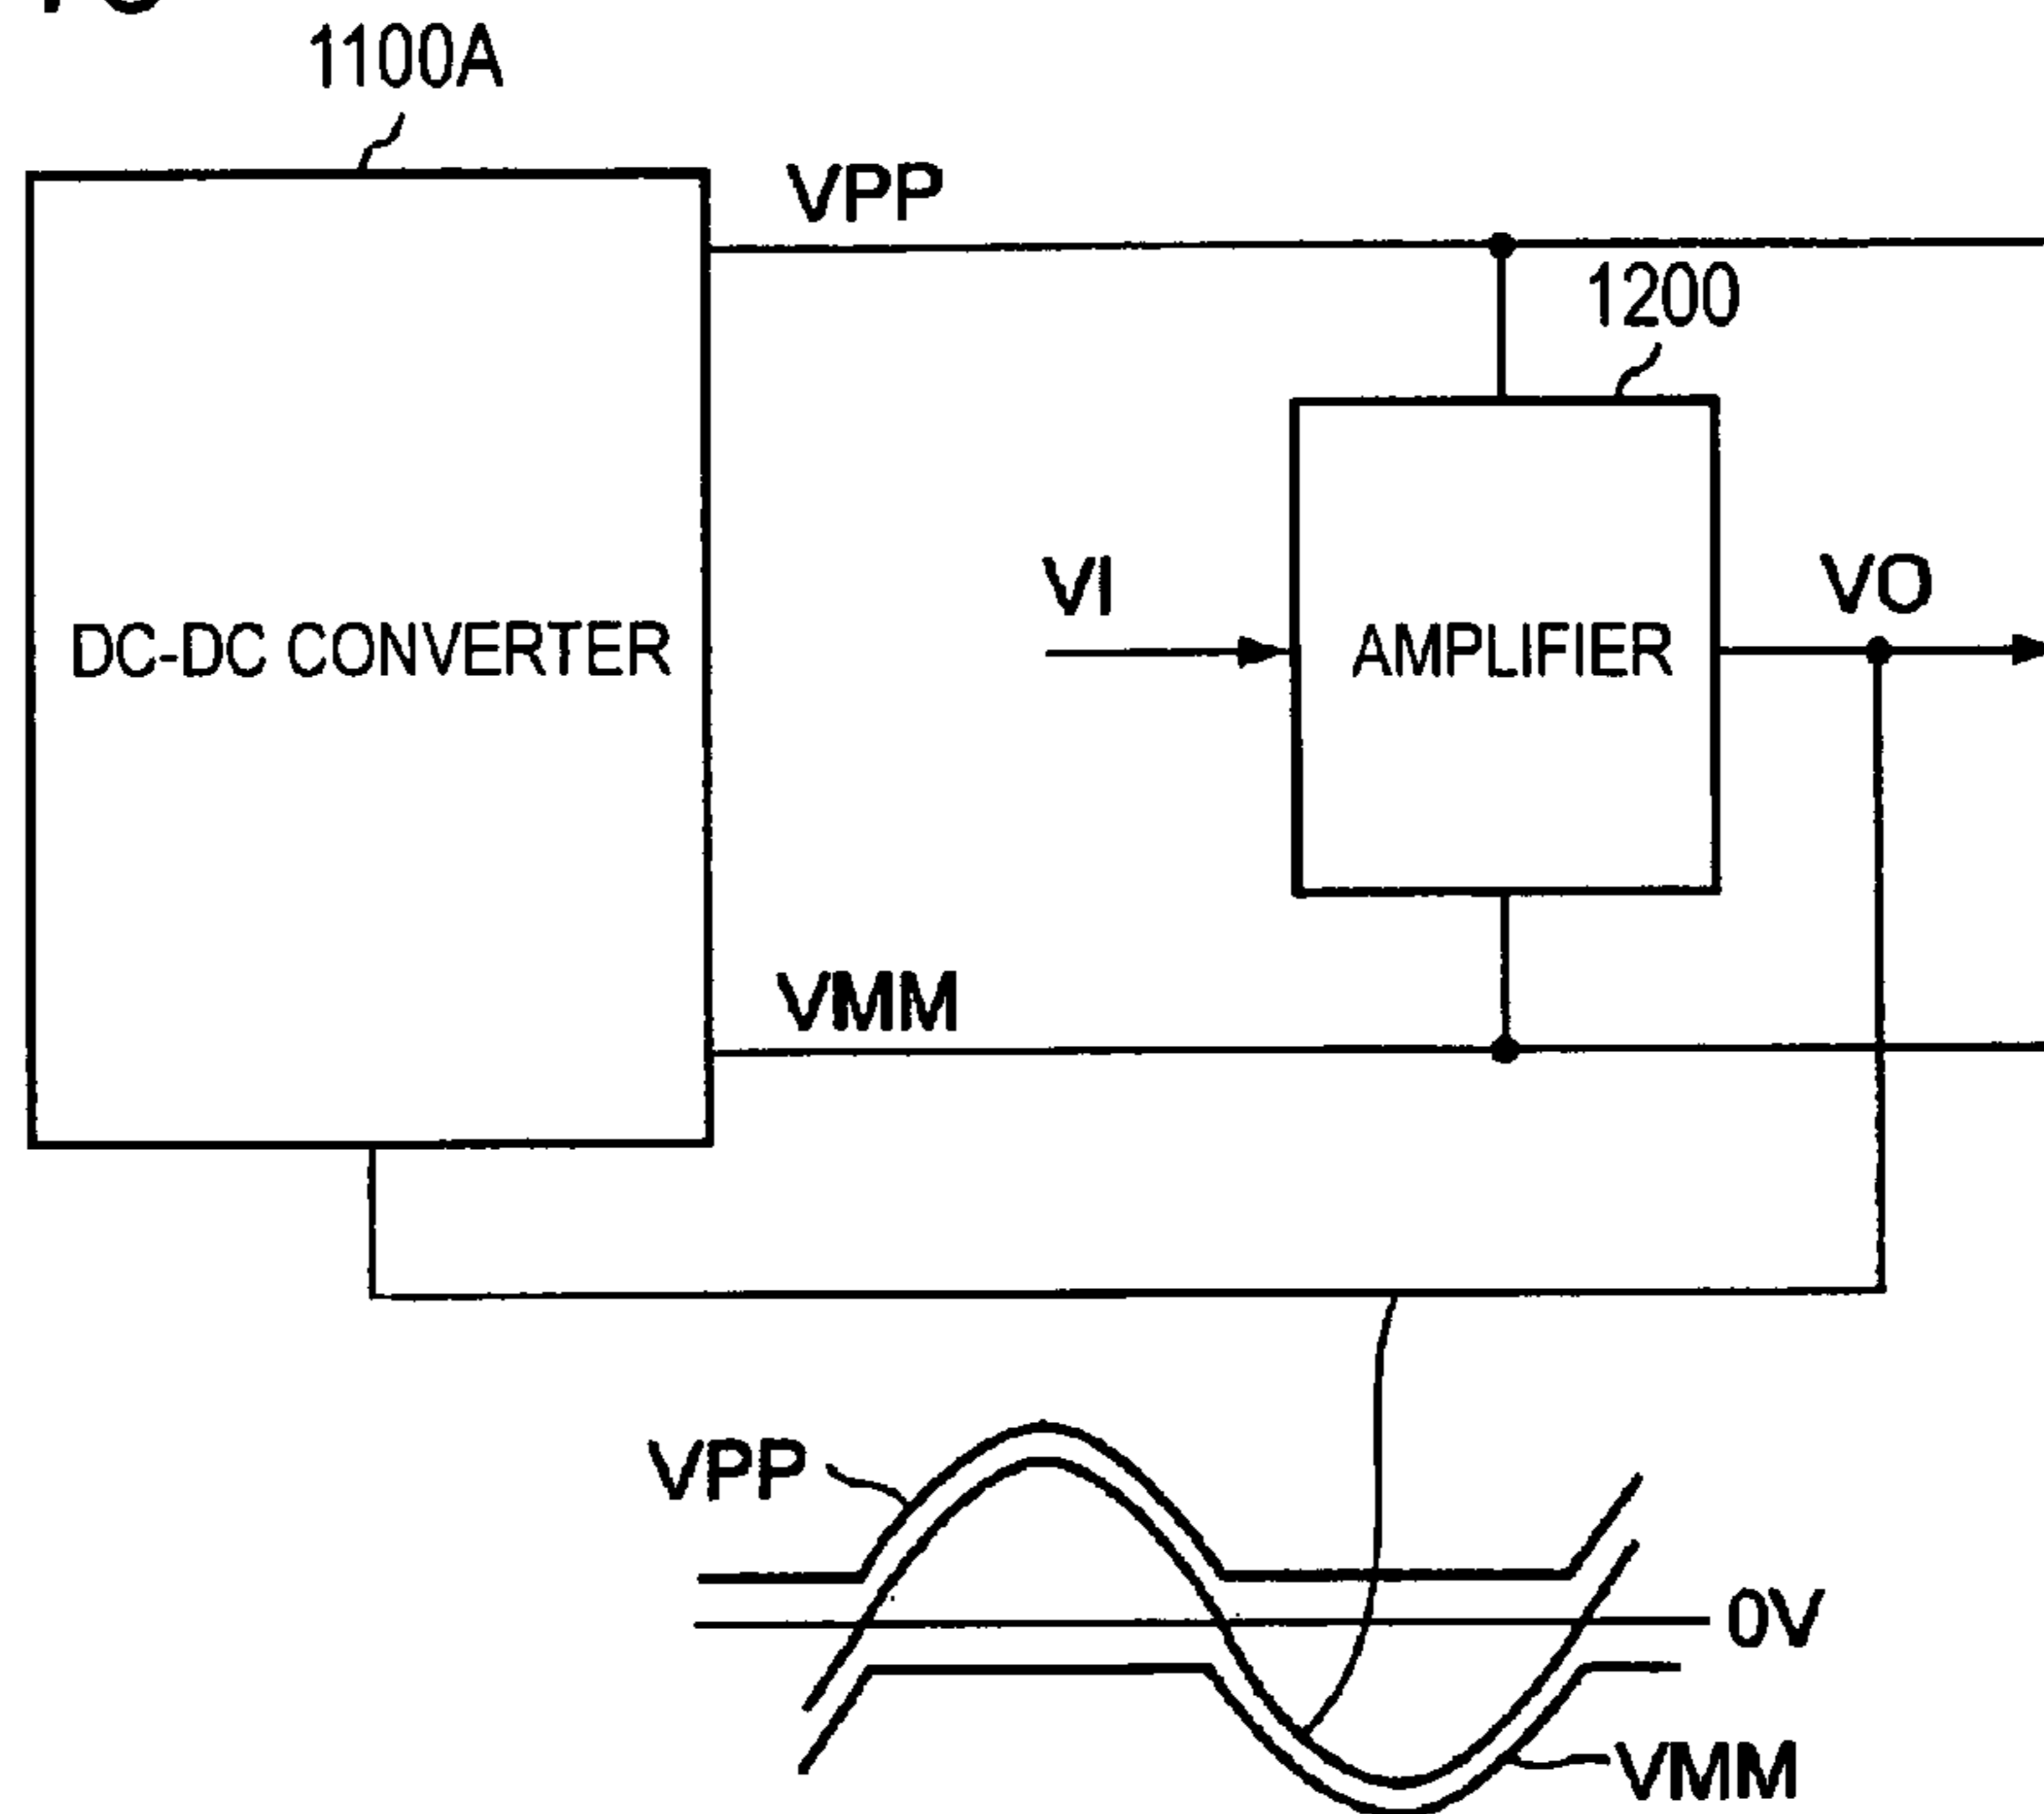 1100A
VPP
1200
VI
VO
DC-DC CONVERTER
AMPLIFIER
VMM
VPP
0V
VMM